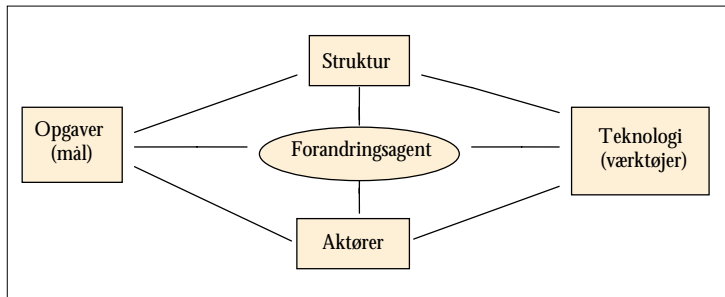 Struktur
Opgaver
(mål)
Forandringsagent
Teknologi
(værktøjer)
Aktører